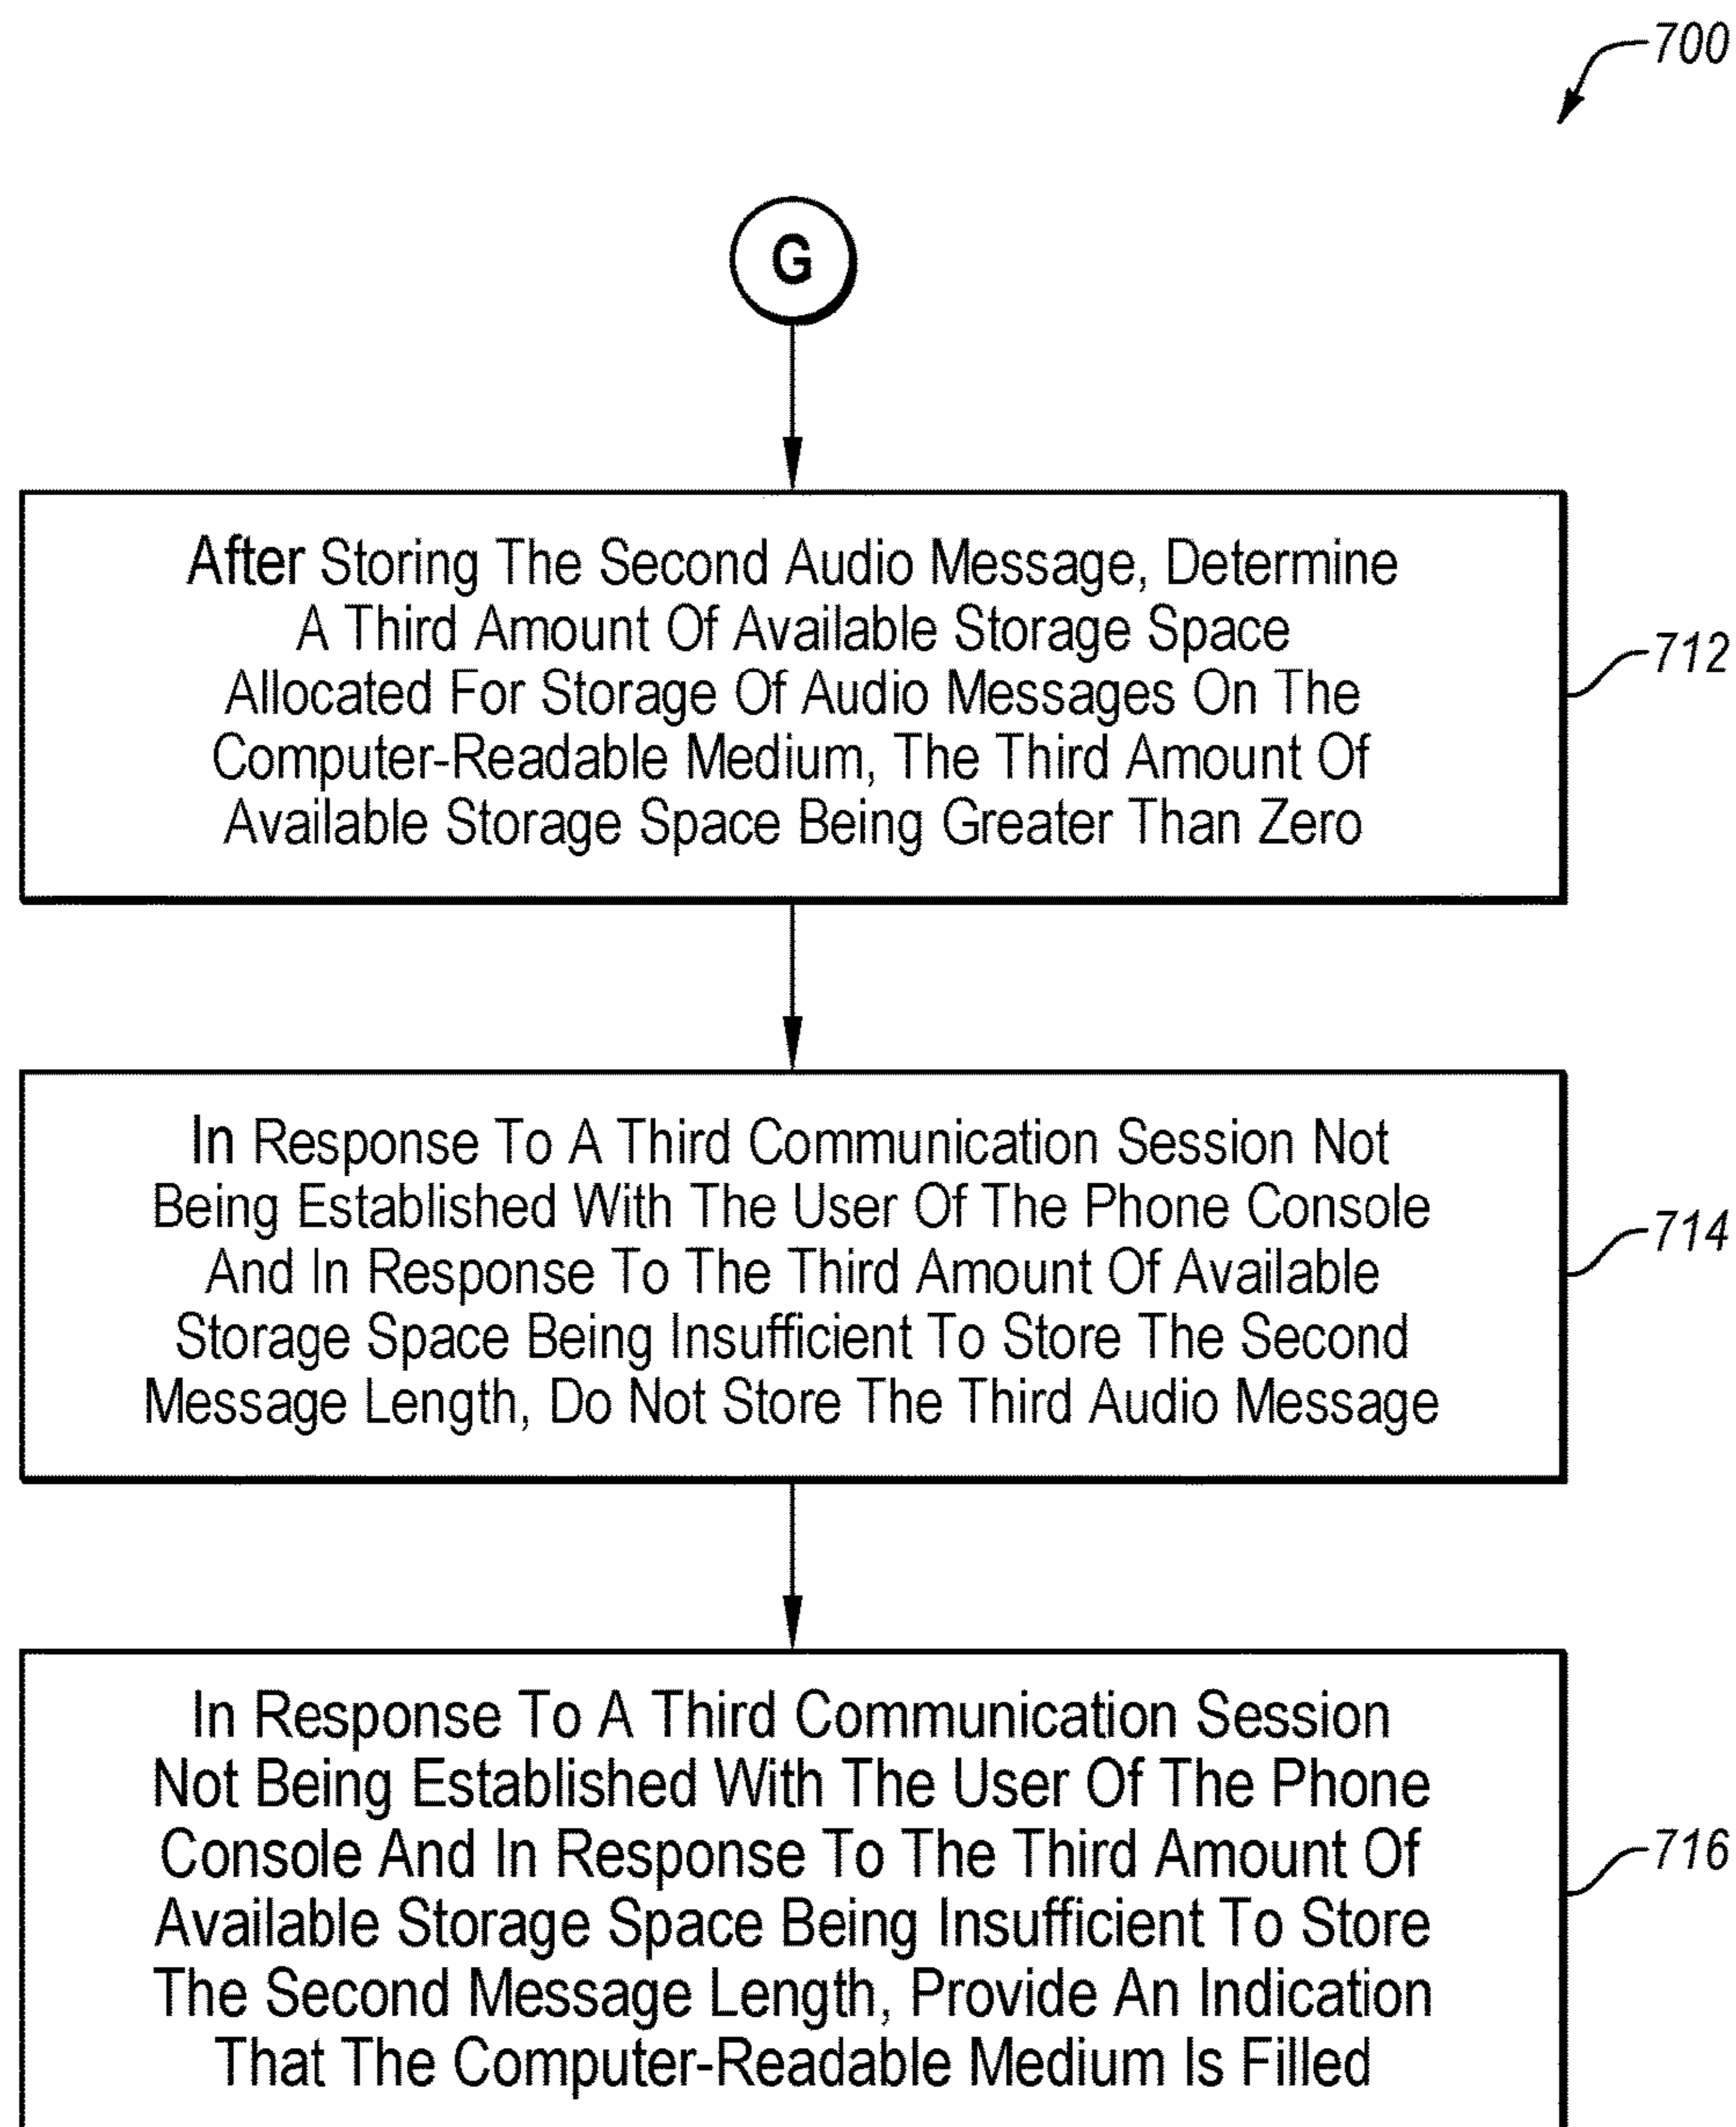 700
G
After Storing The Second Audio Message, Determine
A Third Amount Of Available Storage Space
Allocated For Storage Of Audio Messages On The
Computer-Readable Medium, The Third Amount Of
Available Storage Space Being Greater Than Zero
712
In Response To A Third Communication Session Not
Being Established With The User Of The Phone Console
And In Response To The Third Amount Of Available
Storage Space Being Insufficient To Store The Second
Message Length, Do Not Store The Third Audio Message
714
In Response To A Third Communication Session
Not Being Established With The User Of The Phone
Console And In Response To The Third Amount Of
Available Storage Space Being Insufficient To Store
The Second Message Length, Provide An Indication
That The Computer-Readable Medium Is Filled
716